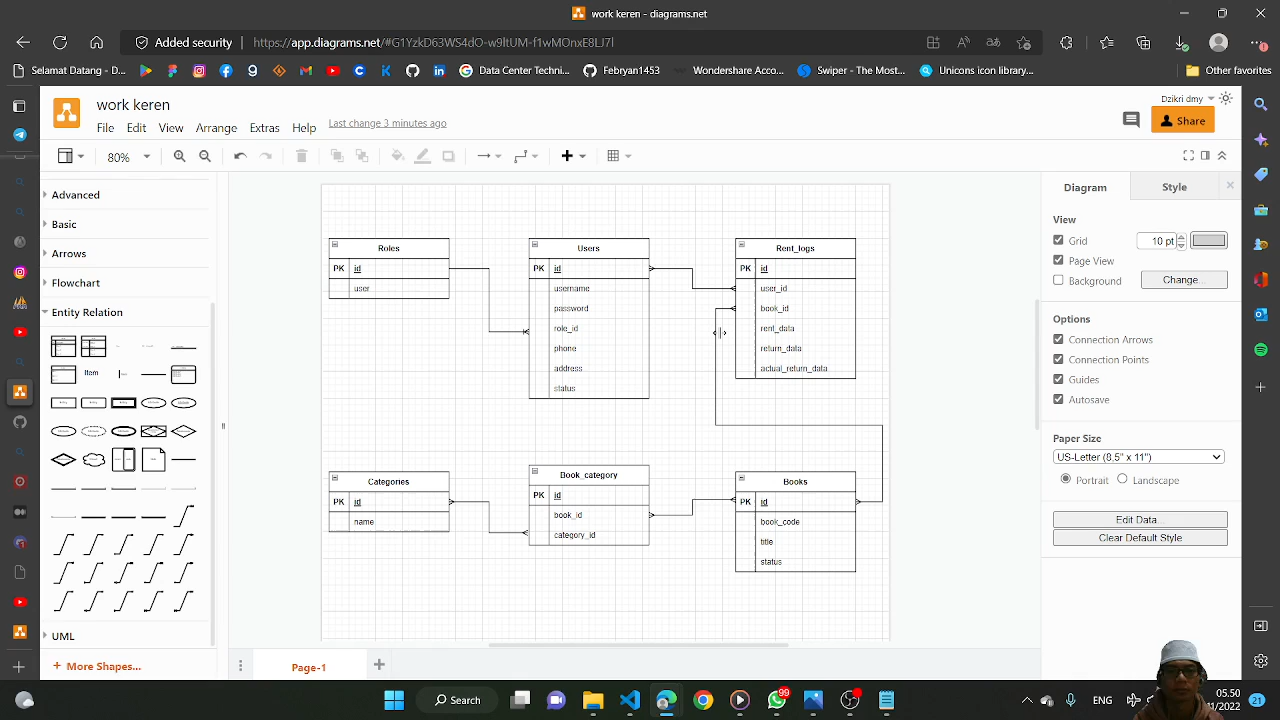 work keren - diagrams.net
Added security
https://app.diagrams.net/#G1YzkD63WS4dO-w9ltUM-f1wMOnxE8LJ7l
Selamat Datang - D...
Data Center Techni...
Febryan1453
Wondershare Acco...
Swiper - The Most...
Unicons icon library...
Other favorites
work keren
Dzikri dmy
File Edit View Arrange Extras Help Last change 3 minutes ago
Share
80%
Advanced
Basic
Arrows
Flowchart
Entity Relation
Item
UML
More Shapes...
Roles
PK id
user
Users
PK id
username
password
role_id
phone
address
status
Rent_logs
PK id
user_id
book_id
rent_data
return_data
actual_return_data
Categories
PK id
name
Book_category
PK id
book_id
category_id
Books
PK id
book_code
title
status
Diagram Style
View
Grid 10 pt
Page View
Background Change...
Options
Connection Arrows
Connection Points
Guides
Autosave
Paper Size
US-Letter (8,5" x 11")
Portrait Landscape
Edit Data...
Clear Default Style
Page-1
Search
99
ENG
05.50
21